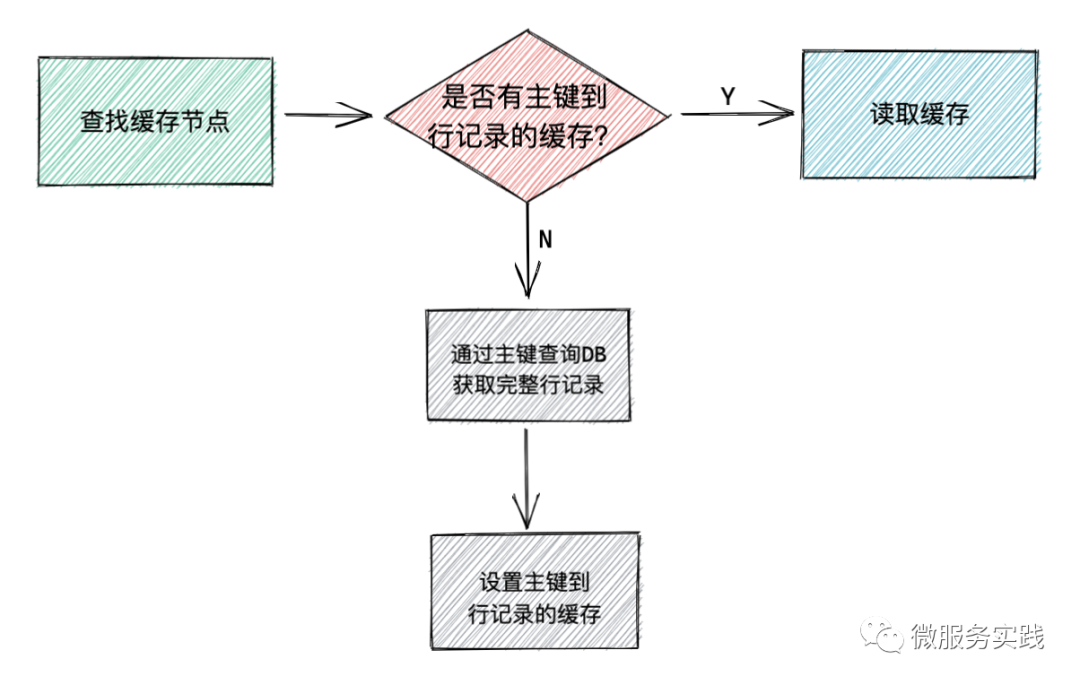 查找缓存节点
是否有主键到
行记录的缓存?
Y
读取缓存
N
通过主键查询DB
获取完整行记录
设置主键到
行记录的缓存
微服务实践